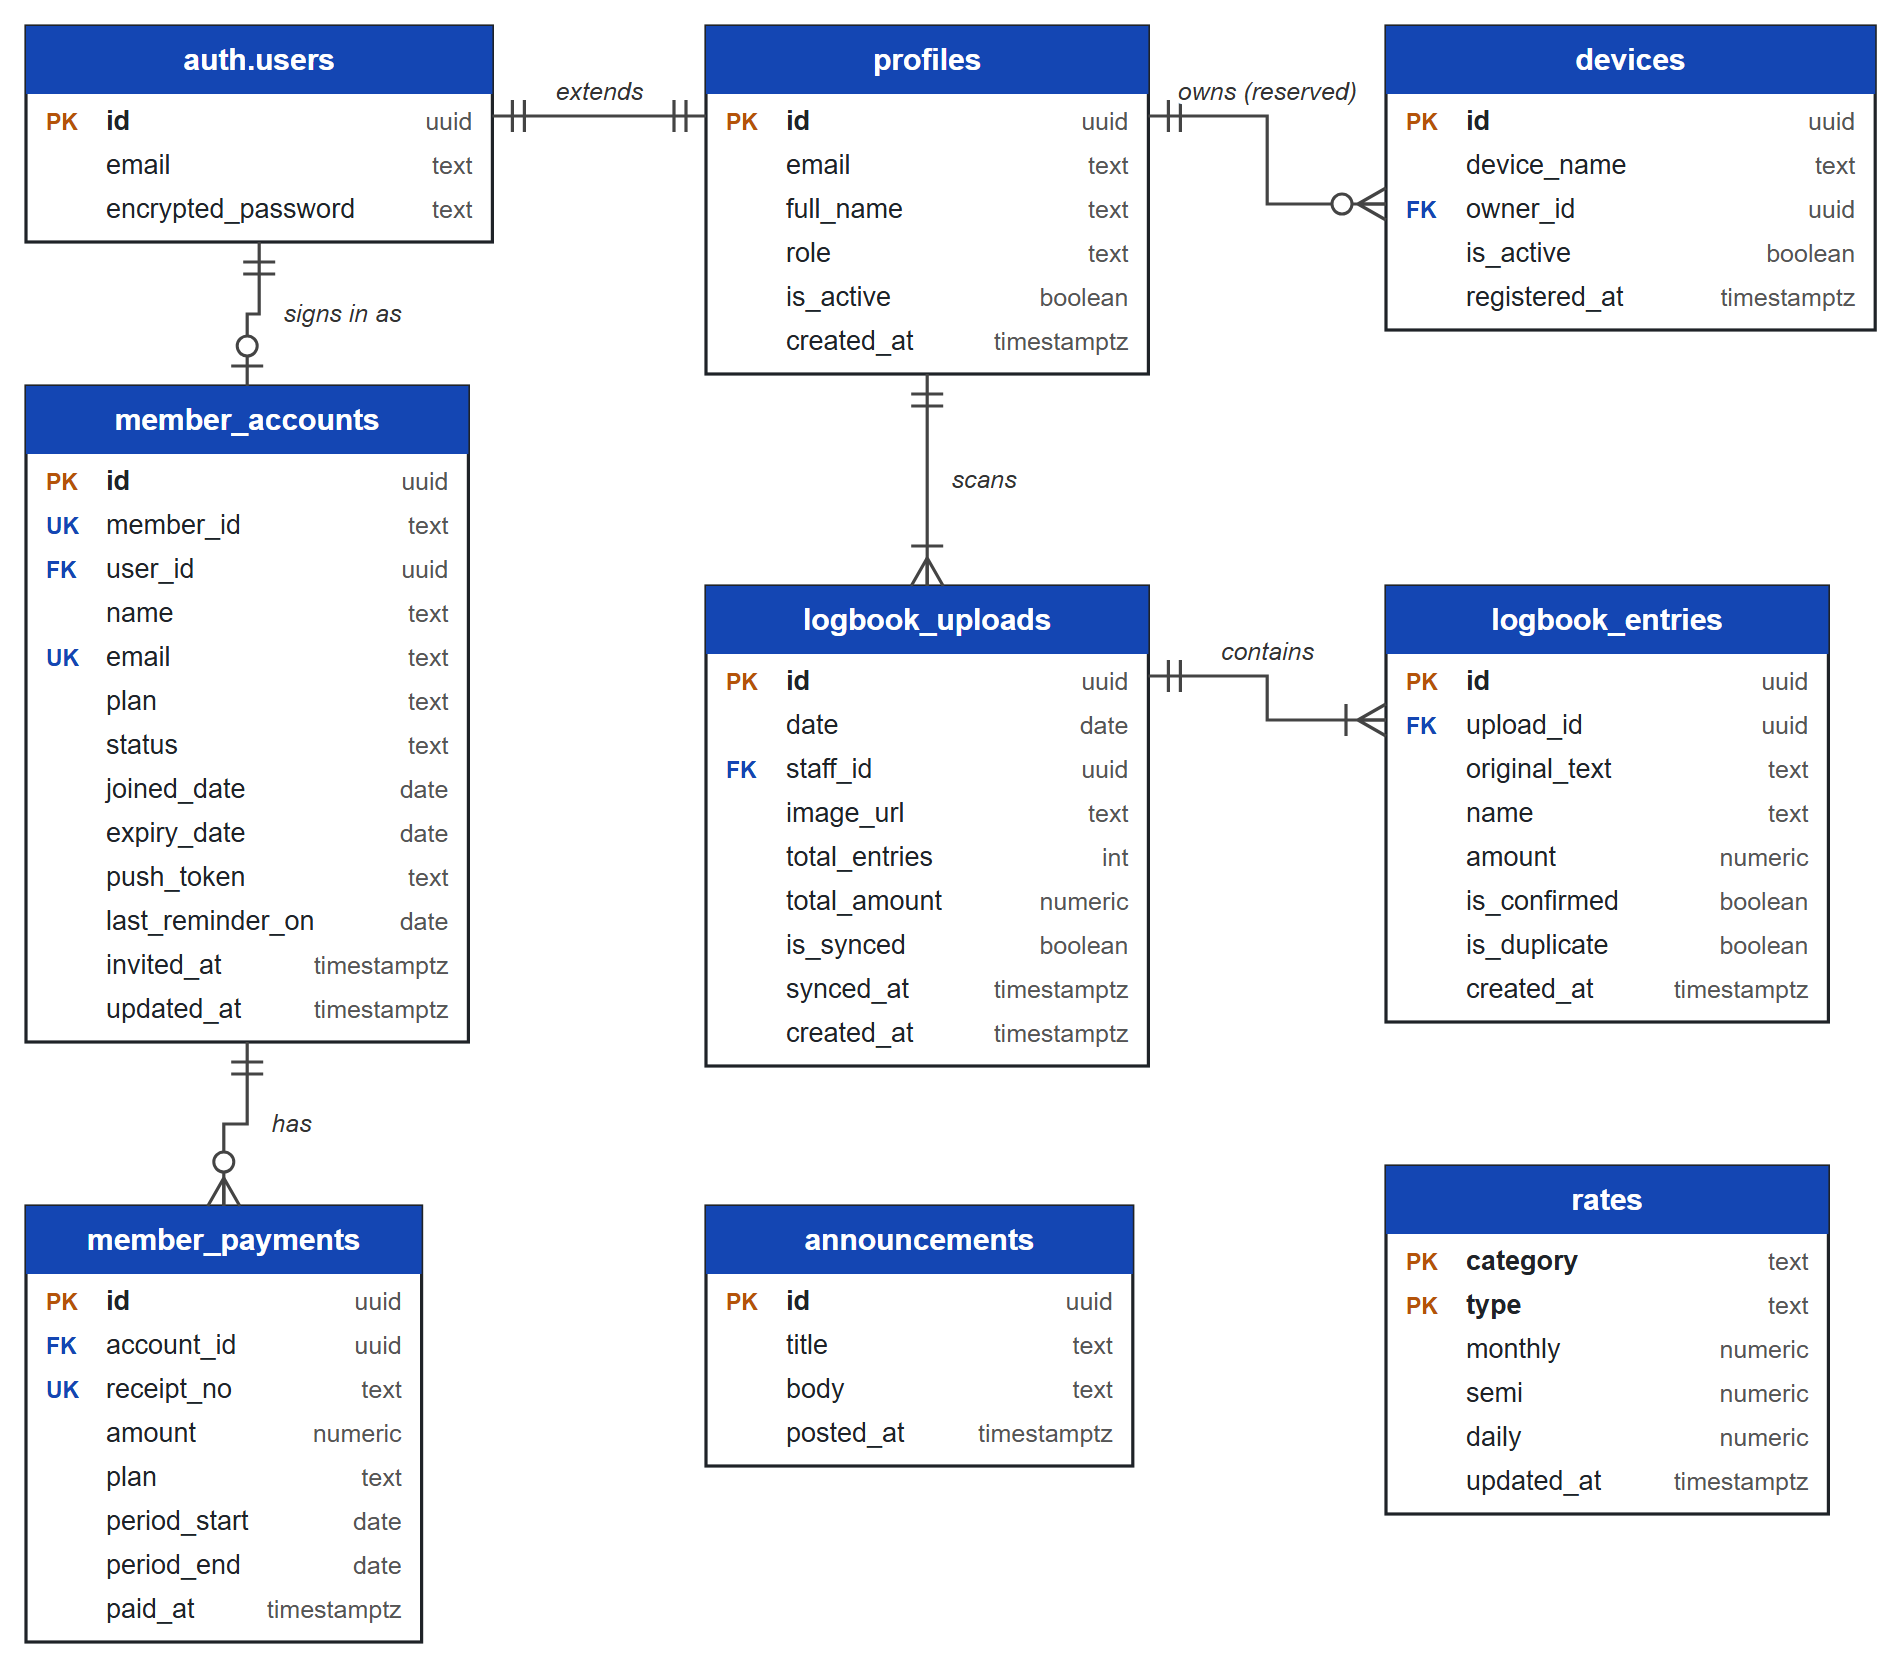 auth.users
PK id uuid
email text
encrypted_password text
extends
profiles
PK id uuid
email text
full_name text
role text
is_active boolean
created_at timestamptz
owns (reserved)
devices
PK id uuid
device_name text
FK owner_id uuid
is_active boolean
registered_at timestamptz
signs in as
member_accounts
PK id uuid
UK member_id text
FK user_id uuid
name text
UK email text
plan text
status text
joined_date date
expiry_date date
push_token text
last_reminder_on date
invited_at timestamptz
updated_at timestamptz
scans
logbook_uploads
PK id uuid
date date
FK staff_id uuid
image_url text
total_entries int
total_amount numeric
is_synced boolean
synced_at timestamptz
created_at timestamptz
contains
logbook_entries
PK id uuid
FK upload_id uuid
original_text text
name text
amount numeric
is_confirmed boolean
is_duplicate boolean
created_at timestamptz
has
member_payments
PK id uuid
FK account_id uuid
UK receipt_no text
amount numeric
plan text
period_start date
period_end date
paid_at timestamptz
announcements
PK id uuid
title text
body text
posted_at timestamptz
rates
PK category text
PK type text
monthly numeric
semi numeric
daily numeric
updated_at timestamptz